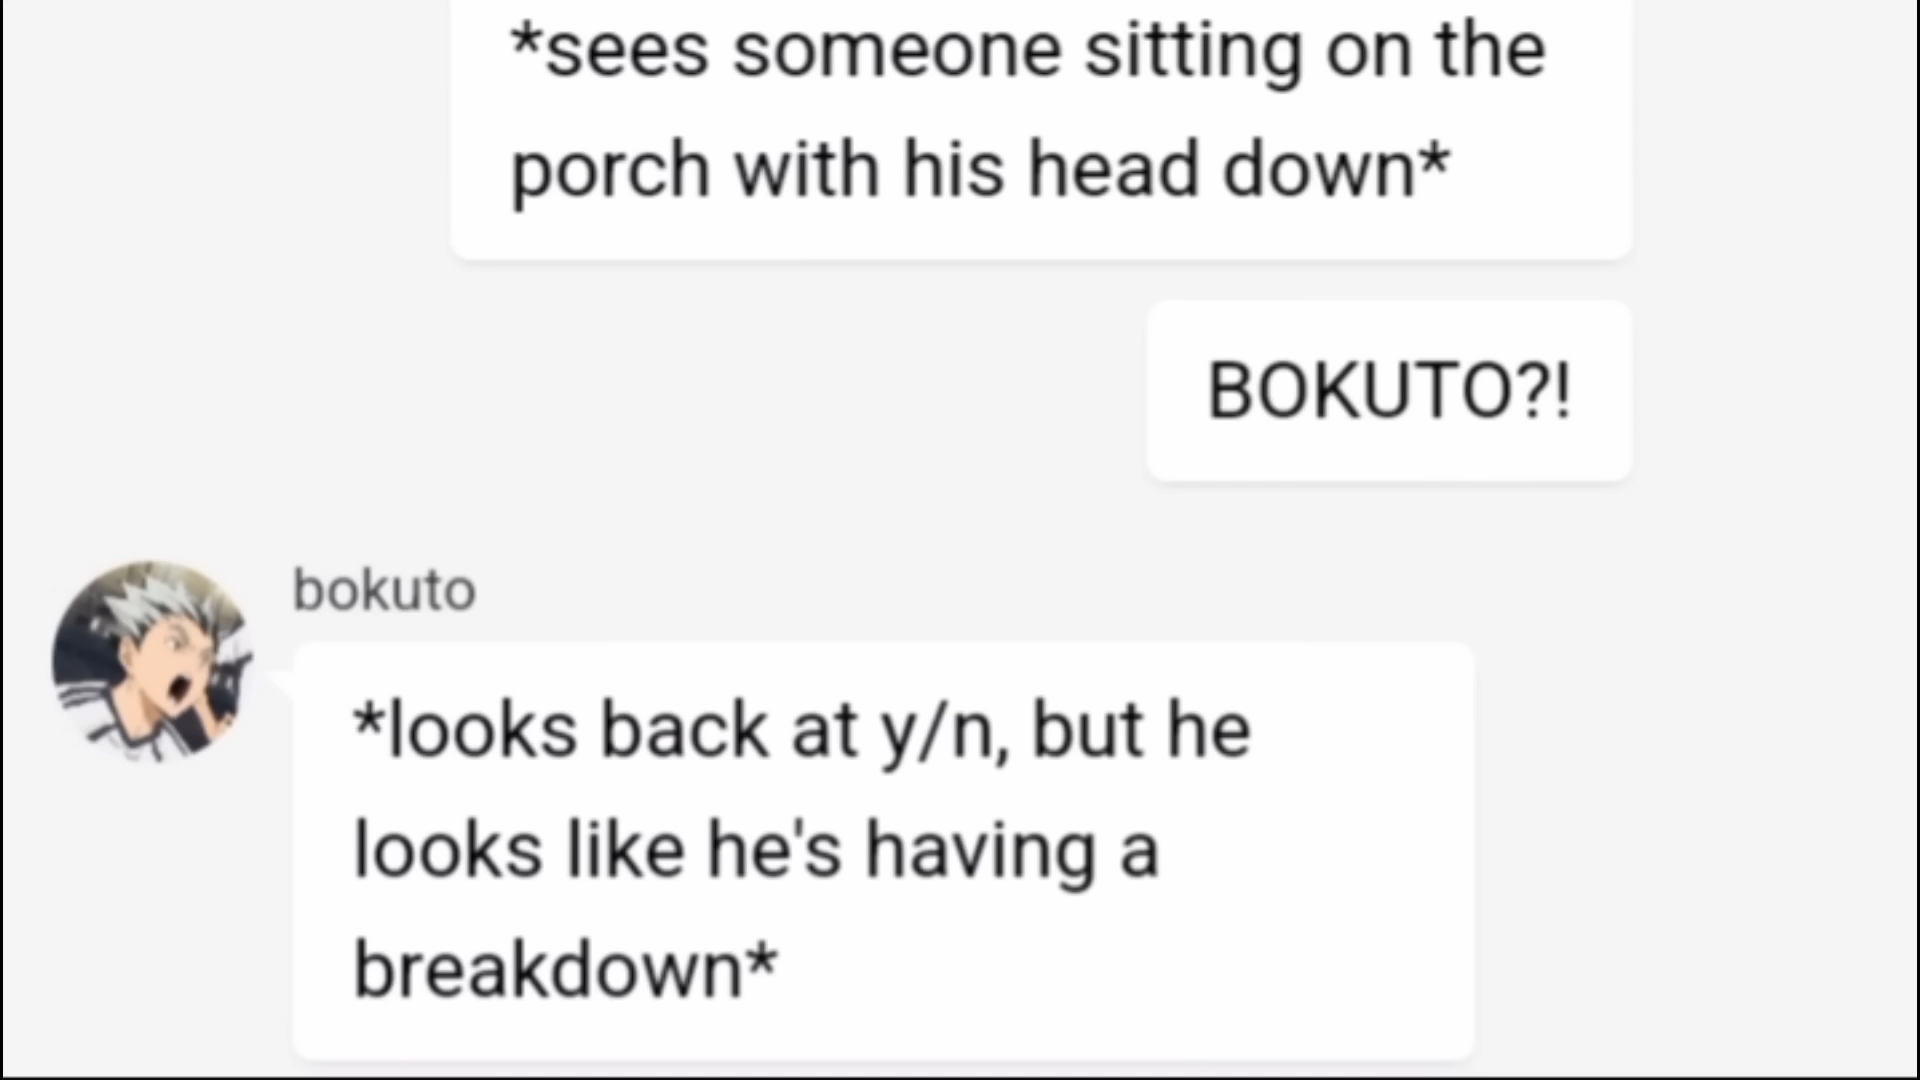 *sees someone sitting on the
porch with his head down*
BOKUTO?!
bokuto
*looks back at y/n, but he
looks like he's having a
breakdown*